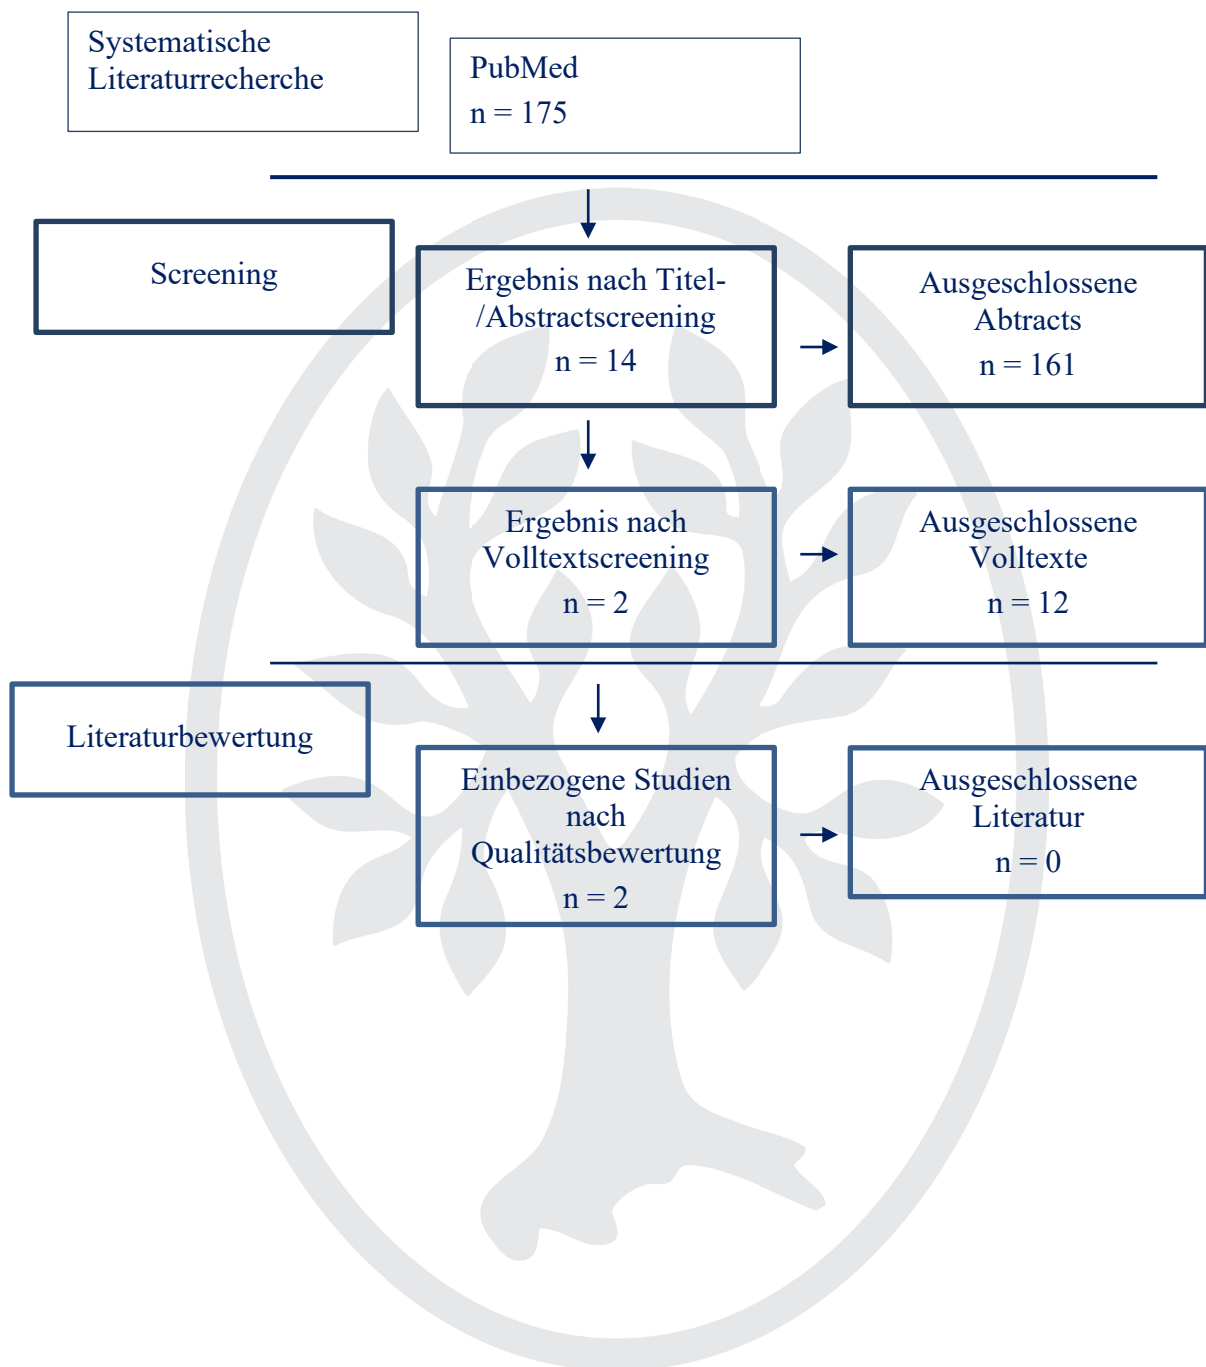 Systematische
Literaturrecherche
PubMed
n = 175
Screening
Ergebnis nach Titel-
/Abstractscreening
n = 14
Ausgeschlossene
Abtracts
n = 161
Ergebnis nach
Volltextscreening
n = 2
Ausgeschlossene
Volltexte
n = 12
Literaturbewertung
Einbezogene Studien
nach
Qualitätsbewertung
n = 2
Ausgeschlossene
Literatur
n = 0